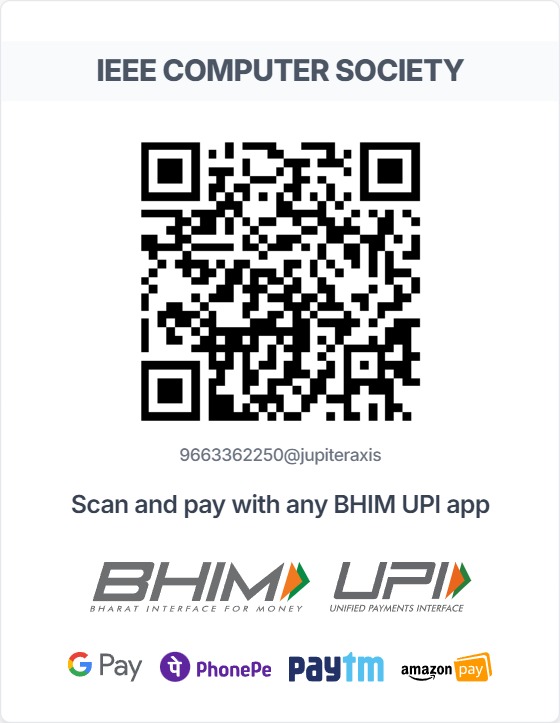 IEEE COMPUTER SOCIETY
9663362250@jupiteraxis
Scan and pay with any BHIM UPI app
BHIM UPI
BHARAT INTERFACE FOR MONEY UNIFIED PAYMENTS INTERFACE
G Pay PhonePe paytm amazon pay